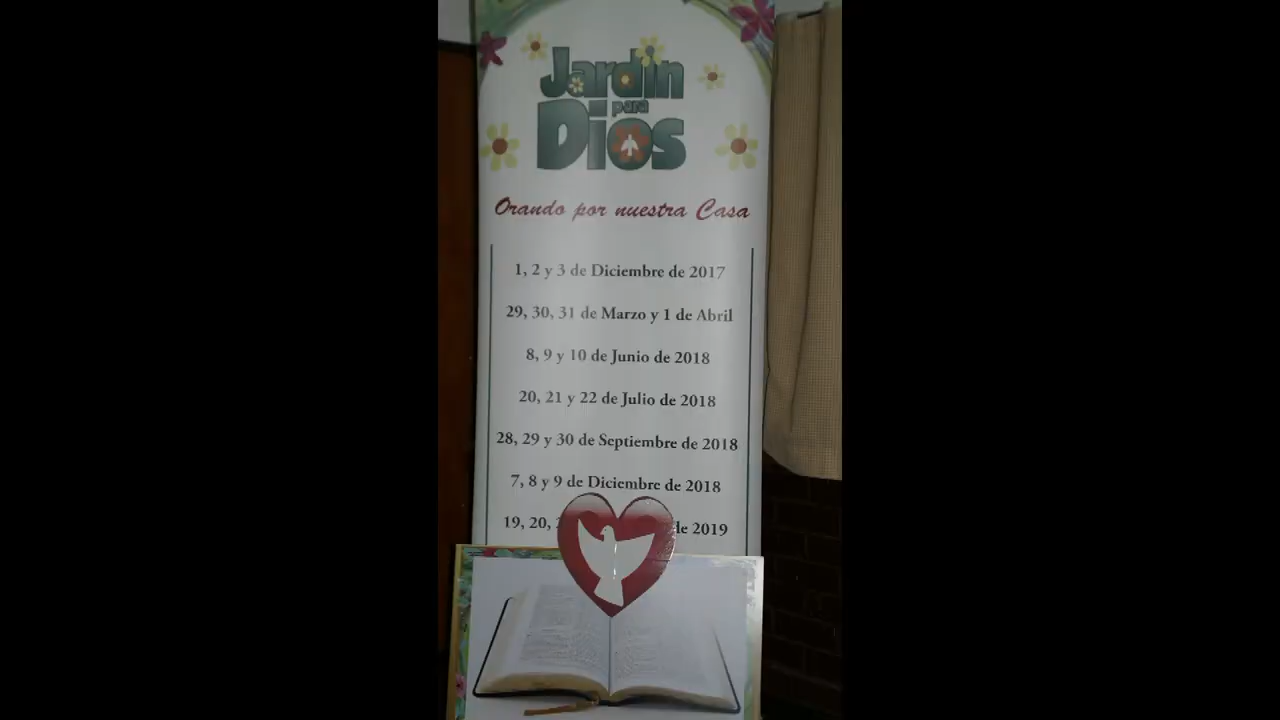 Jardin
para
Dios
Orando por nuestra Casa
1, 2 y 3 de Diciembre de 2017
29, 30, 31 de Marzo y 1 de Abril
8, 9 y 10 de Junio de 2018
20, 21 y 22 de Julio de 2018
28, 29 y 30 de Septiembre de 2018
7, 8 y 9 de Diciembre de 2018
19, 20, de 2019